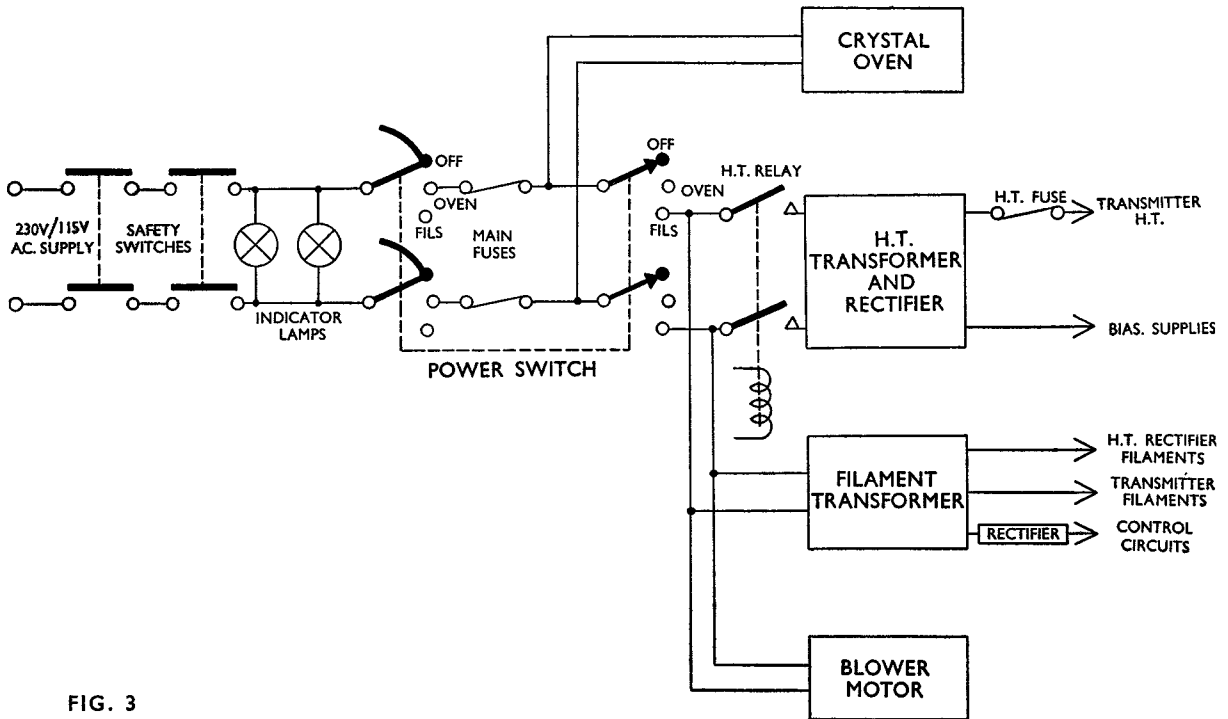 CRYSTAL
OVEN
OFF
OVEN
FILS
230V/115V
A.C. SUPPLY
SAFETY
SWITCHES
INDICATOR
LAMPS
MAIN
FUSES
POWER SWITCH
OFF
OVEN
FILS
H.T. RELAY
H.T.
TRANSFORMER
AND
RECTIFIER
H.T. FUSE
TRANSMITTER
H.T.
BIAS. SUPPLIES
FILAMENT
TRANSFORMER
H.T. RECTIFIER
FILAMENTS
TRANSMITTER
FILAMENTS
RECTIFIER
CONTROL
CIRCUITS
BLOWER
MOTOR
FIG. 3